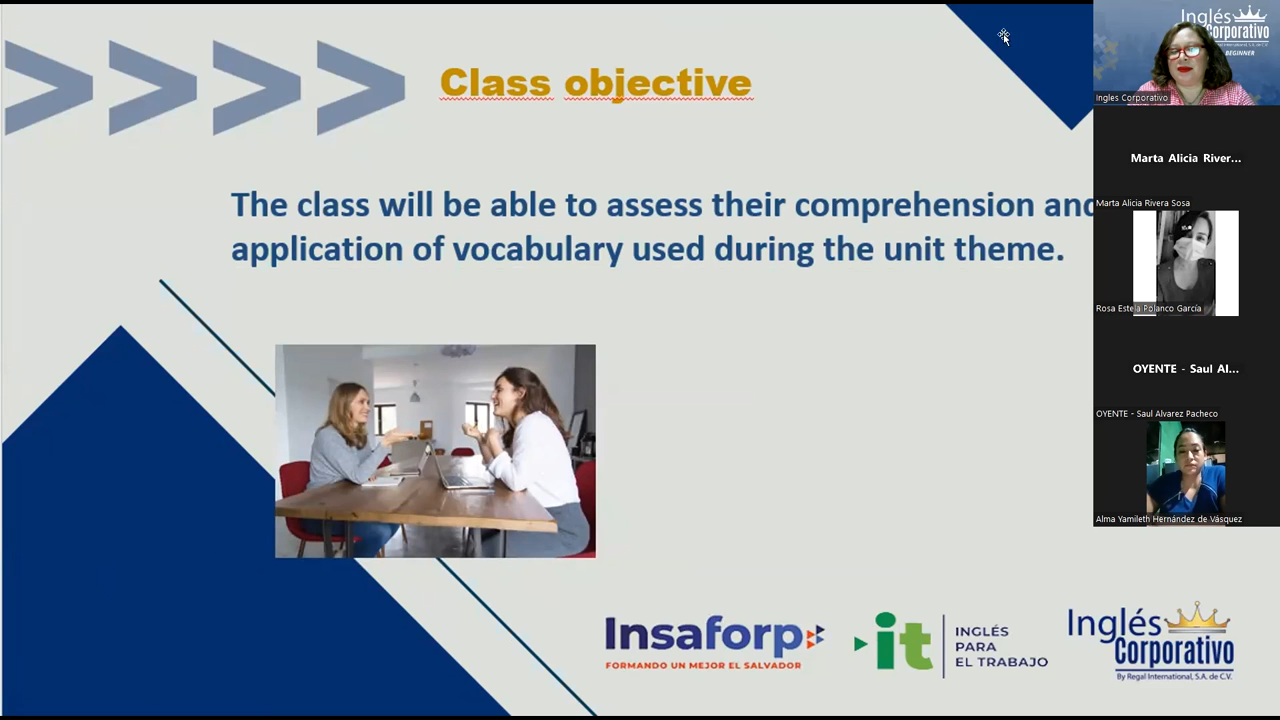 Class objective
The class will be able to assess their comprehension and
application of vocabulary used during the unit theme.
Insaforp
FORMANDO UN MEJOR EL SALVADOR
it
INGLÉS
PARA
EL TRABAJO
Inglés
Corporativo
By Regal International, S.A. de C.V.
Inglés
Corporativo
BEGINNER
Ingles Corporativo
Marta Alicia River...
Marta Alicia Rivera Sosa
Rosa Estela Polanco García
OYENTE - Saul Al...
OYENTE - Saul Alvarez Pacheco
Alma Yamileth Hernández de Vásquez